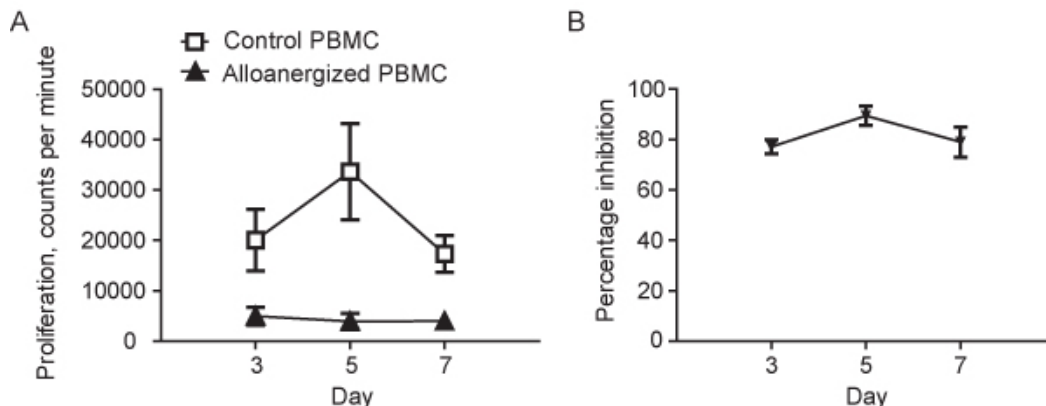 A
Control PBMC
Alloanergized PBMC
Proliferation, counts per minute
50000
40000
30000
20000
10000
0
3 5 7
Day
B
Percentage inhibition
100
80
60
40
20
0
3 5 7
Day